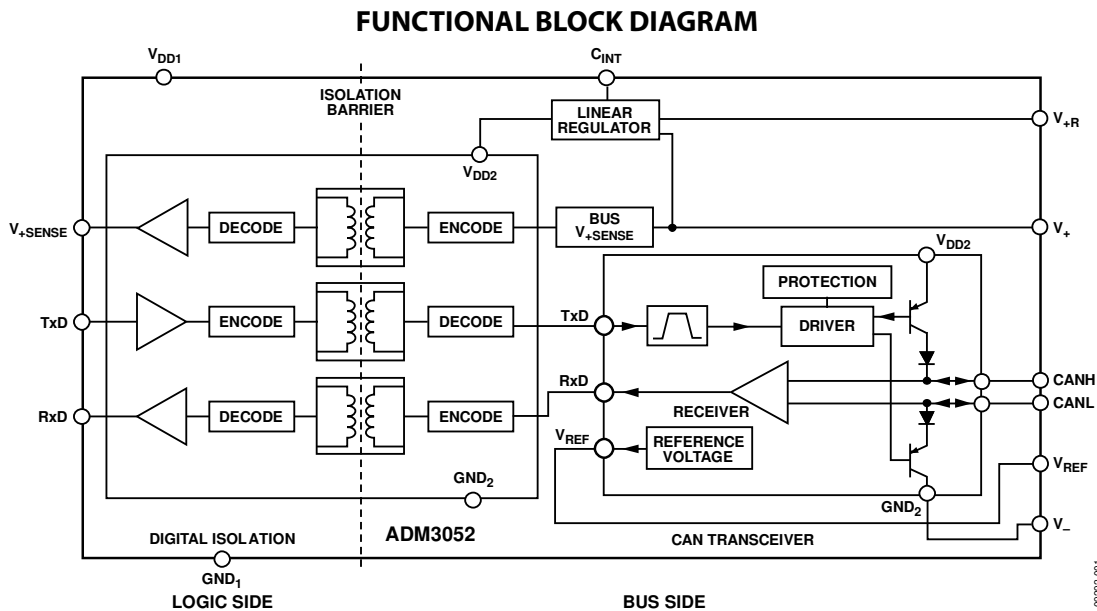 FUNCTIONAL BLOCK DIAGRAM
VDD1
CINT
ISOLATION
BARRIER
LINEAR
REGULATOR
V+R
VDD2
V+SENSE
DECODE
ENCODE
BUS
V+SENSE
V+
VDD2
PROTECTION
TxD
ENCODE
DECODE
TxD
DRIVER
RxD
DECODE
ENCODE
RxD
RECEIVER
CANH
CANL
VREF
REFERENCE
VOLTAGE
VREF
GND2
GND2
V–
DIGITAL ISOLATION
ADM3052
CAN TRANSCEIVER
GND1
LOGIC SIDE
BUS SIDE